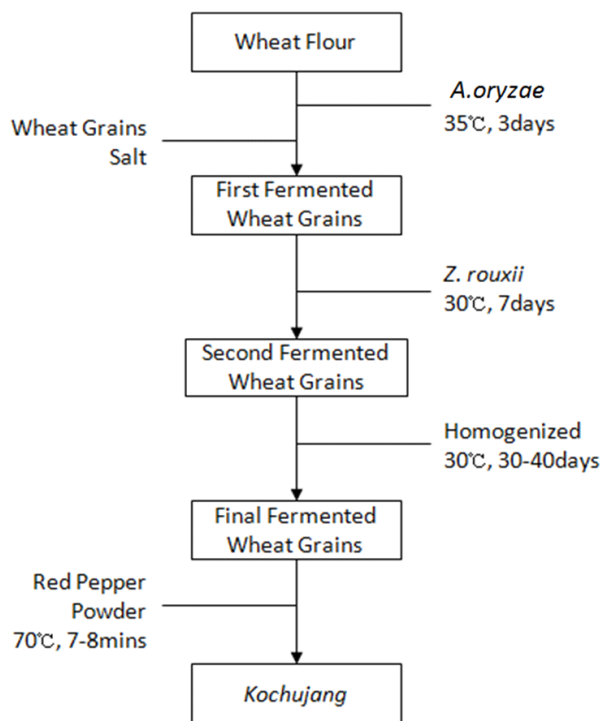 Wheat Flour
A.oryzae
35℃, 3days
Wheat Grains
Salt
First Fermented
Wheat Grains
Z. rouxii
30℃, 7days
Second Fermented
Wheat Grains
Homogenized
30℃, 30-40days
Final Fermented
Wheat Grains
Red Pepper
Powder
70℃, 7-8mins
Kochujang